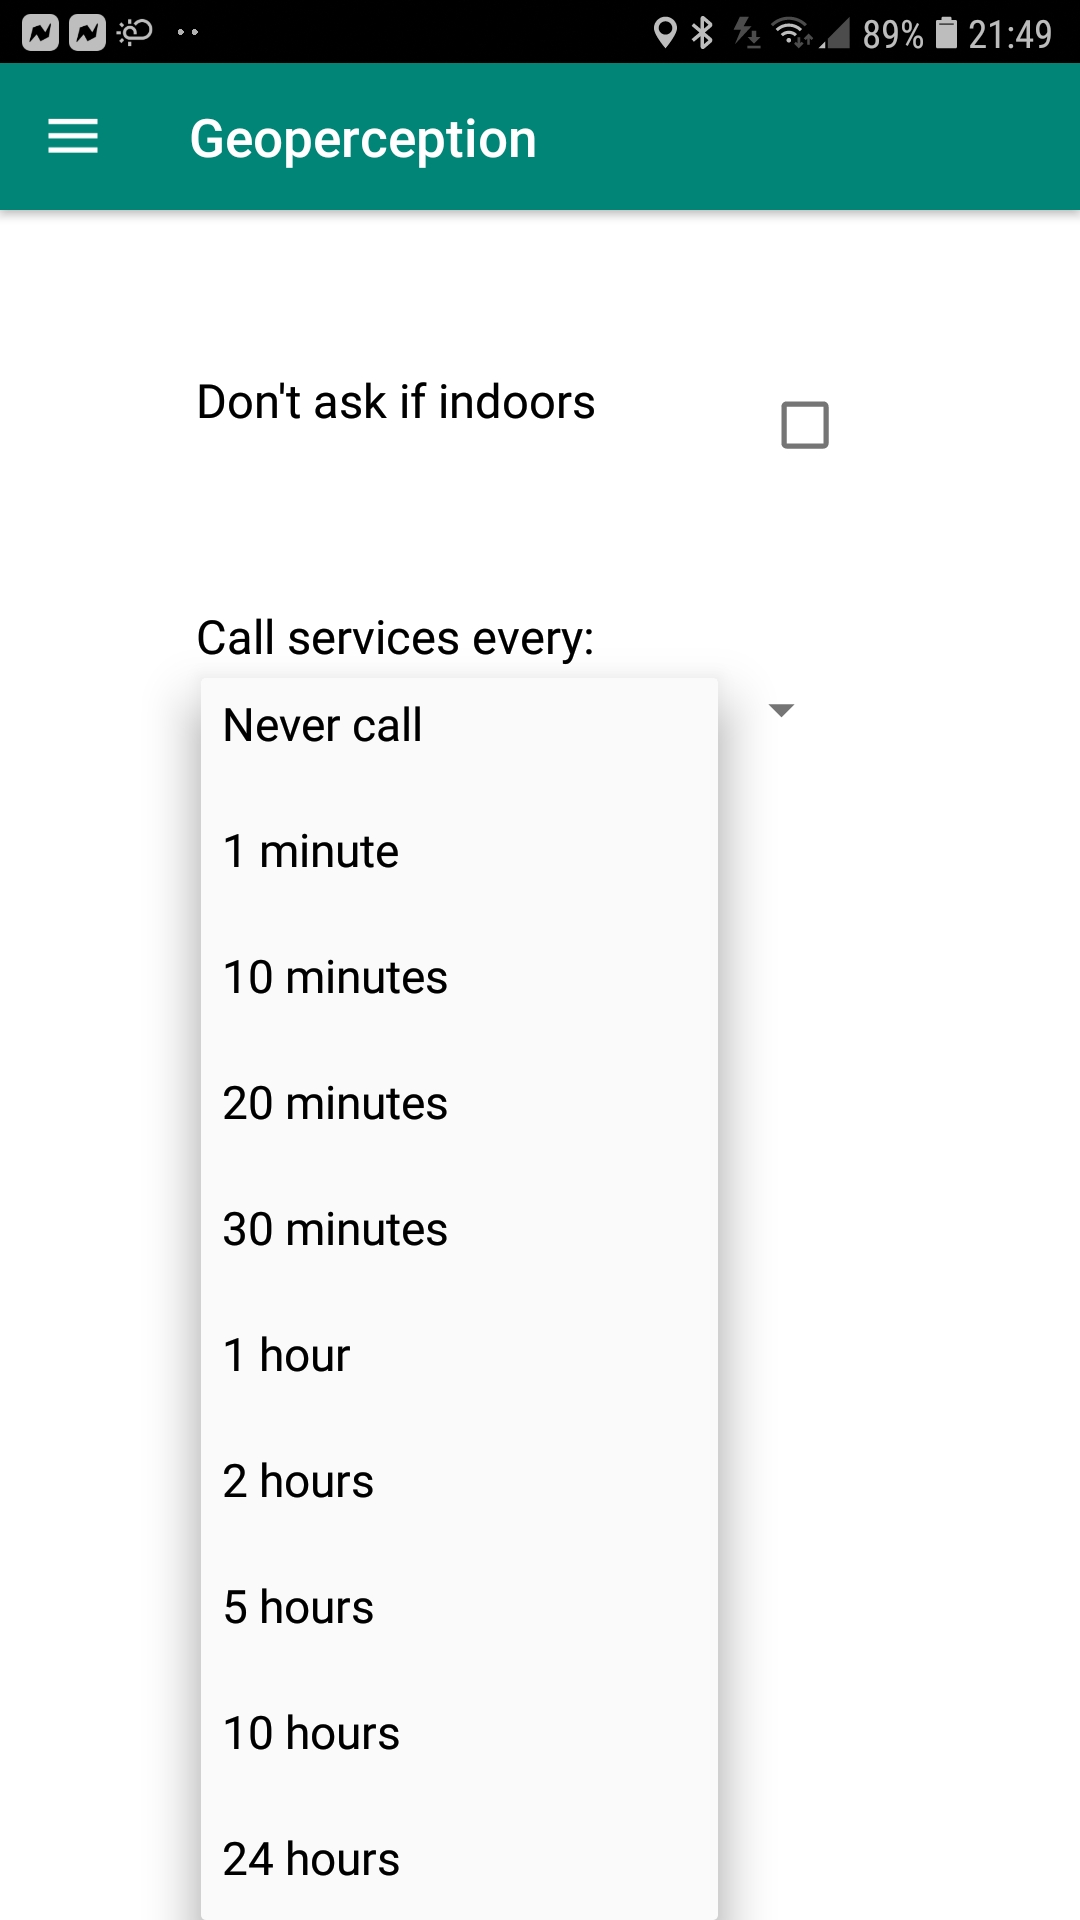 89% 21:49
Geoperception
Don't ask if indoors
Call services every:
Never call
1 minute
10 minutes
20 minutes
30 minutes
1 hour
2 hours
5 hours
10 hours
24 hours